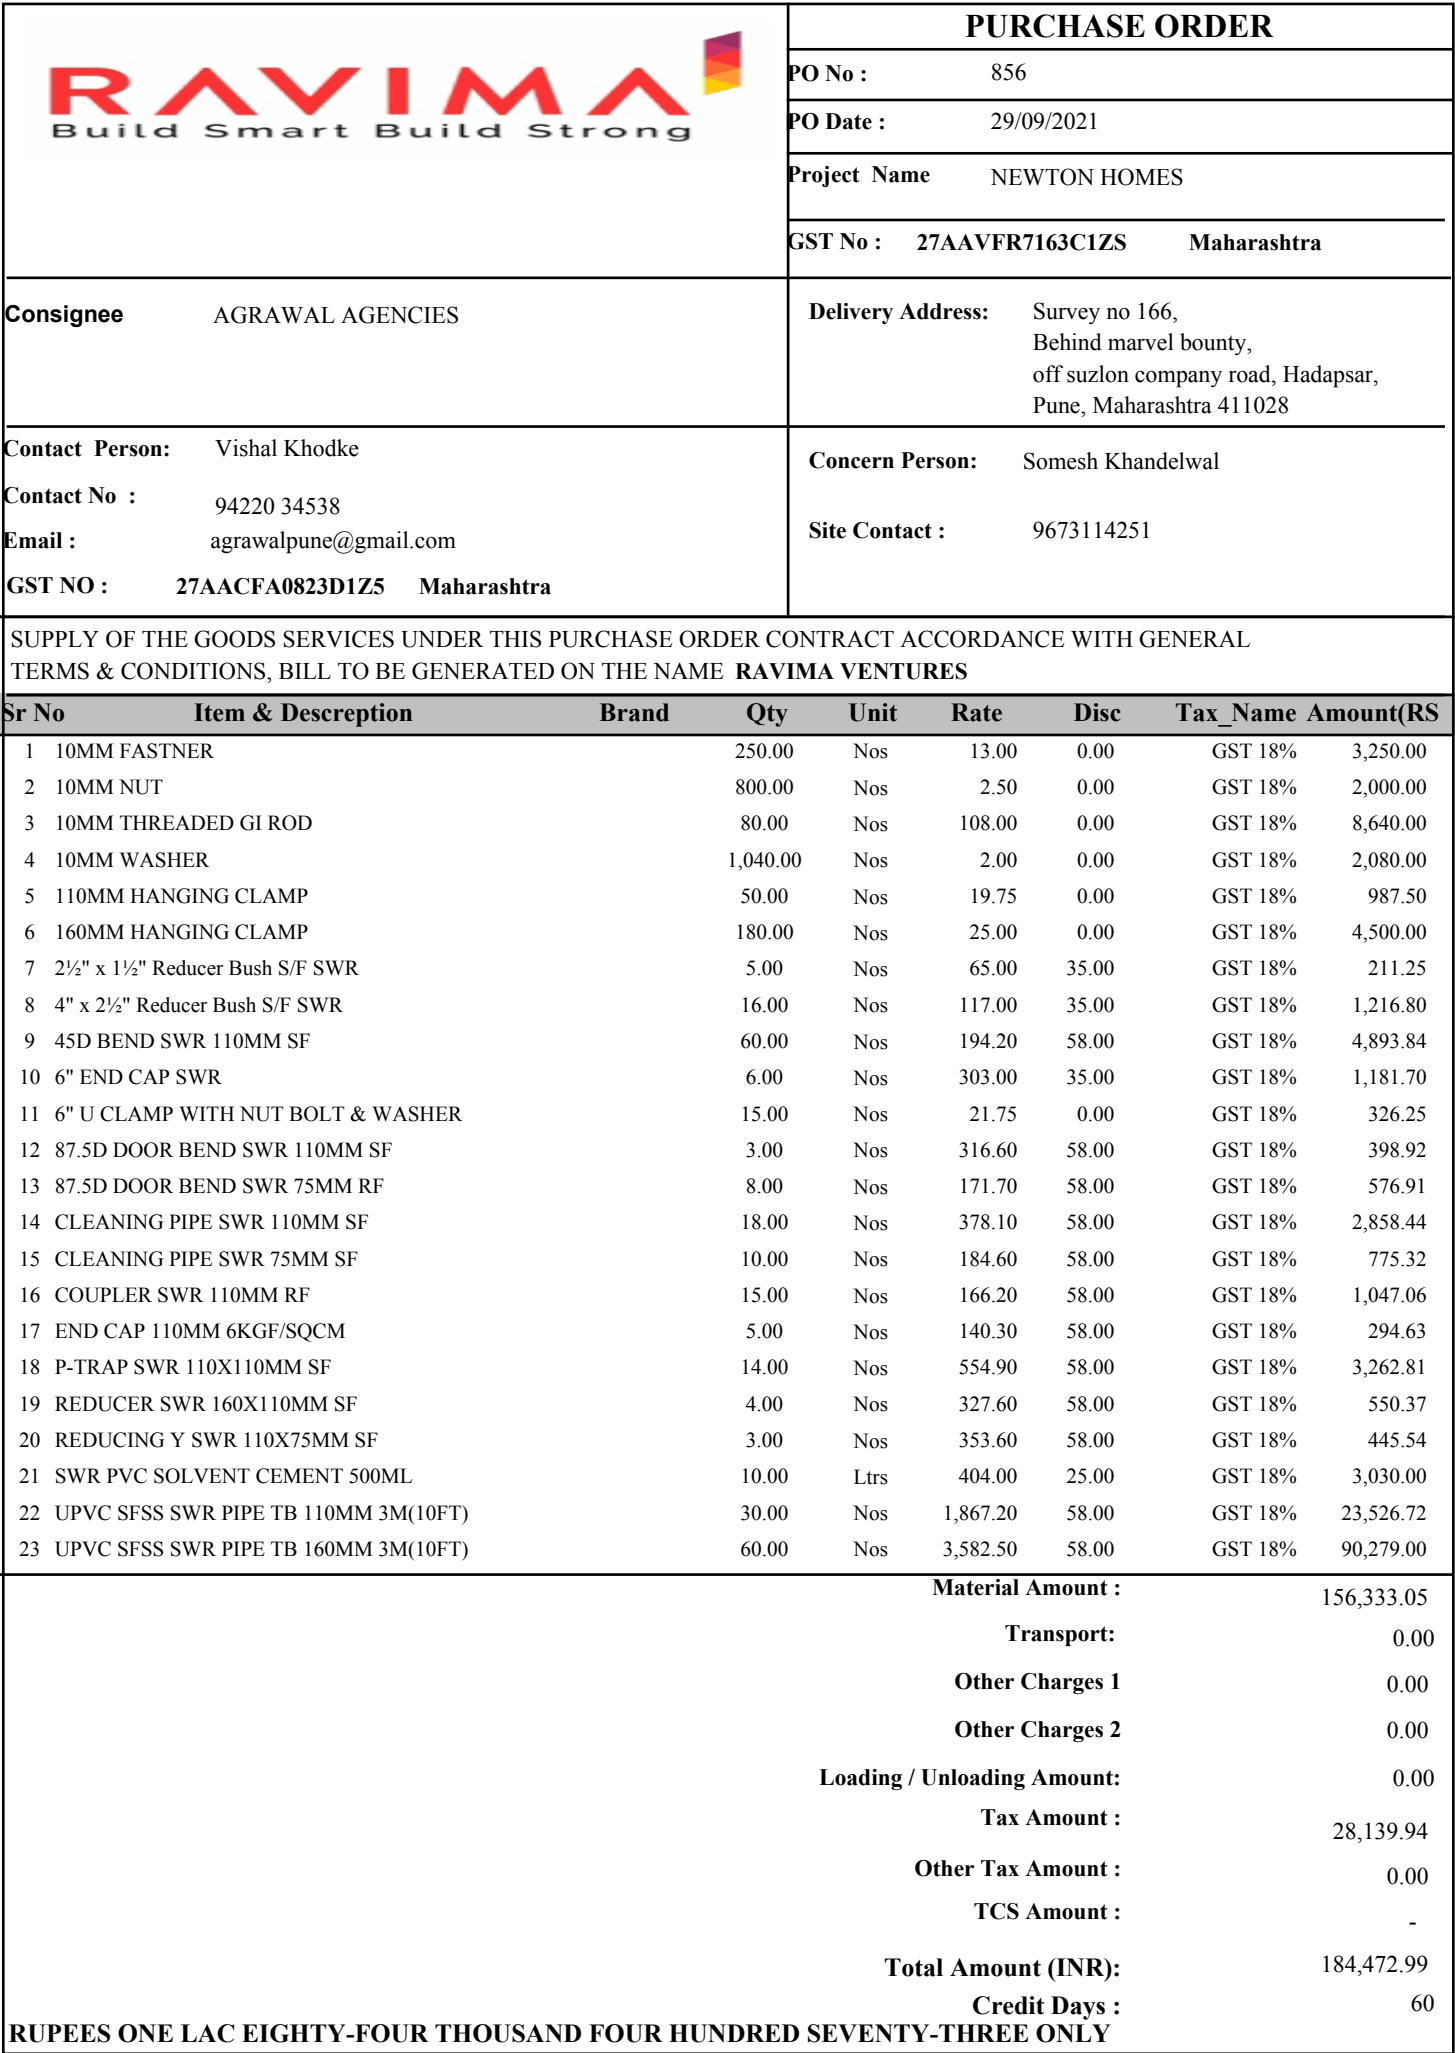 RAVIMA
Build Smart Build Strong
PURCHASE ORDER
PO No : 856
PO Date : 29/09/2021
Project Name NEWTON HOMES
GST No : 27AAVFR7163C1ZS Maharashtra
Consignee AGRAWAL AGENCIES
Delivery Address: Survey no 166,
Behind marvel bounty,
off suzlon company road, Hadapsar,
Pune, Maharashtra 411028
Contact Person: Vishal Khodke
Contact No : 94220 34538
Email : agrawalpune@gmail.com
GST NO : 27AACFA0823D1Z5 Maharashtra
Concern Person: Somesh Khandelwal
Site Contact : 9673114251
SUPPLY OF THE GOODS SERVICES UNDER THIS PURCHASE ORDER CONTRACT ACCORDANCE WITH GENERAL
TERMS & CONDITIONS, BILL TO BE GENERATED ON THE NAME RAVIMA VENTURES
Sr No Item & Descreption Brand Qty Unit Rate Disc Tax_Name Amount(RS
1 10MM FASTNER 250.00 Nos 13.00 0.00 GST 18% 3,250.00
2 10MM NUT 800.00 Nos 2.50 0.00 GST 18% 2,000.00
3 10MM THREADED GI ROD 80.00 Nos 108.00 0.00 GST 18% 8,640.00
4 10MM WASHER 1,040.00 Nos 2.00 0.00 GST 18% 2,080.00
5 110MM HANGING CLAMP 50.00 Nos 19.75 0.00 GST 18% 987.50
6 160MM HANGING CLAMP 180.00 Nos 25.00 0.00 GST 18% 4,500.00
7 2½" x 1½" Reducer Bush S/F SWR 5.00 Nos 65.00 35.00 GST 18% 211.25
8 4" x 2½" Reducer Bush S/F SWR 16.00 Nos 117.00 35.00 GST 18% 1,216.80
9 45D BEND SWR 110MM SF 60.00 Nos 194.20 58.00 GST 18% 4,893.84
10 6" END CAP SWR 6.00 Nos 303.00 35.00 GST 18% 1,181.70
11 6" U CLAMP WITH NUT BOLT & WASHER 15.00 Nos 21.75 0.00 GST 18% 326.25
12 87.5D DOOR BEND SWR 110MM SF 3.00 Nos 316.60 58.00 GST 18% 398.92
13 87.5D DOOR BEND SWR 75MM RF 8.00 Nos 171.70 58.00 GST 18% 576.91
14 CLEANING PIPE SWR 110MM SF 18.00 Nos 378.10 58.00 GST 18% 2,858.44
15 CLEANING PIPE SWR 75MM SF 10.00 Nos 184.60 58.00 GST 18% 775.32
16 COUPLER SWR 110MM RF 15.00 Nos 166.20 58.00 GST 18% 1,047.06
17 END CAP 110MM 6KGF/SQCM 5.00 Nos 140.30 58.00 GST 18% 294.63
18 P-TRAP SWR 110X110MM SF 14.00 Nos 554.90 58.00 GST 18% 3,262.81
19 REDUCER SWR 160X110MM SF 4.00 Nos 327.60 58.00 GST 18% 550.37
20 REDUCING Y SWR 110X75MM SF 3.00 Nos 353.60 58.00 GST 18% 445.54
21 SWR PVC SOLVENT CEMENT 500ML 10.00 Ltrs 404.00 25.00 GST 18% 3,030.00
22 UPVC SFSS SWR PIPE TB 110MM 3M(10FT) 30.00 Nos 1,867.20 58.00 GST 18% 23,526.72
23 UPVC SFSS SWR PIPE TB 160MM 3M(10FT) 60.00 Nos 3,582.50 58.00 GST 18% 90,279.00
Material Amount : 156,333.05
Transport: 0.00
Other Charges 1 0.00
Other Charges 2 0.00
Loading / Unloading Amount: 0.00
Tax Amount : 28,139.94
Other Tax Amount : 0.00
TCS Amount : -
Total Amount (INR): 184,472.99
Credit Days : 60
RUPEES ONE LAC EIGHTY-FOUR THOUSAND FOUR HUNDRED SEVENTY-THREE ONLY